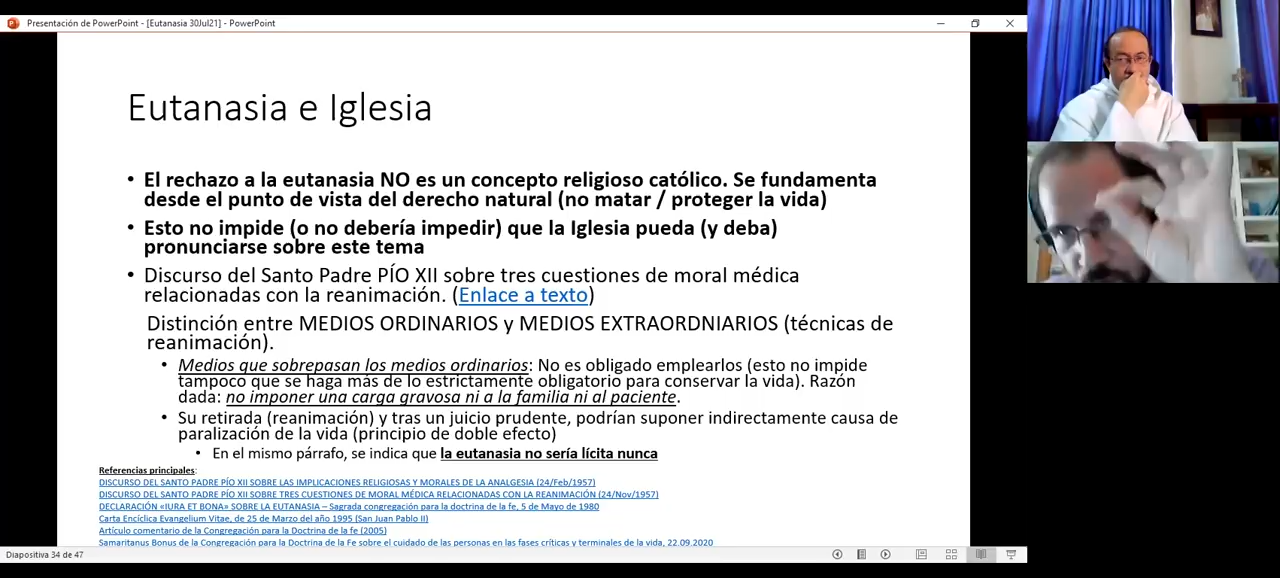 Presentación de PowerPoint - [Eutanasia 30Jul21] - PowerPoint
Eutanasia e Iglesia
• El rechazo a la eutanasia NO es un concepto religioso católico. Se fundamenta
desde el punto de vista del derecho natural (no matar / proteger la vida)
• Esto no impide (o no debería impedir) que la Iglesia pueda (y deba)
pronunciarse sobre este tema
• Discurso del Santo Padre PÍO XII sobre tres cuestiones de moral médica
relacionadas con la reanimación. (Enlace a texto)
Distinción entre MEDIOS ORDINARIOS y MEDIOS EXTRAORDNIARIOS (técnicas de
reanimación).
• Medios que sobrepasan los medios ordinarios: No es obligado emplearlos (esto no impide
tampoco que se haga más de lo estrictamente obligatorio para conservar la vida). Razón
dada: no imponer una carga gravosa ni a la familia ni al paciente.
• Su retirada (reanimación) y tras un juicio prudente, podrían suponer indirectamente causa de
paralización de la vida (principio de doble efecto)
• En el mismo párrafo, se indica que la eutanasia no sería lícita nunca
Referencias principales:
DISCURSO DEL SANTO PADRE PÍO XII SOBRE LAS IMPLICACIONES RELIGIOSAS Y MORALES DE LA ANALGESIA (24/Feb/1957)
DISCURSO DEL SANTO PADRE PÍO XII SOBRE TRES CUESTIONES DE MORAL MÉDICA RELACIONADAS CON LA REANIMACIÓN (24/Nov/1957)
DECLARACIÓN «IURA ET BONA» SOBRE LA EUTANASIA – Sagrada congregación para la doctrina de la fe, 5 de Mayo de 1980
Carta Encíclica Evangelium Vitae, de 25 de Marzo del año 1995 (San Juan Pablo II)
Artículo comentario de la Congregación para la Doctrina de la fe (2005)
Samaritanus Bonus de la Congregación para la Doctrina de la Fe sobre el cuidado de las personas en las fases críticas y terminales de la vida, 22.09.2020
Diapositiva 34 de 47